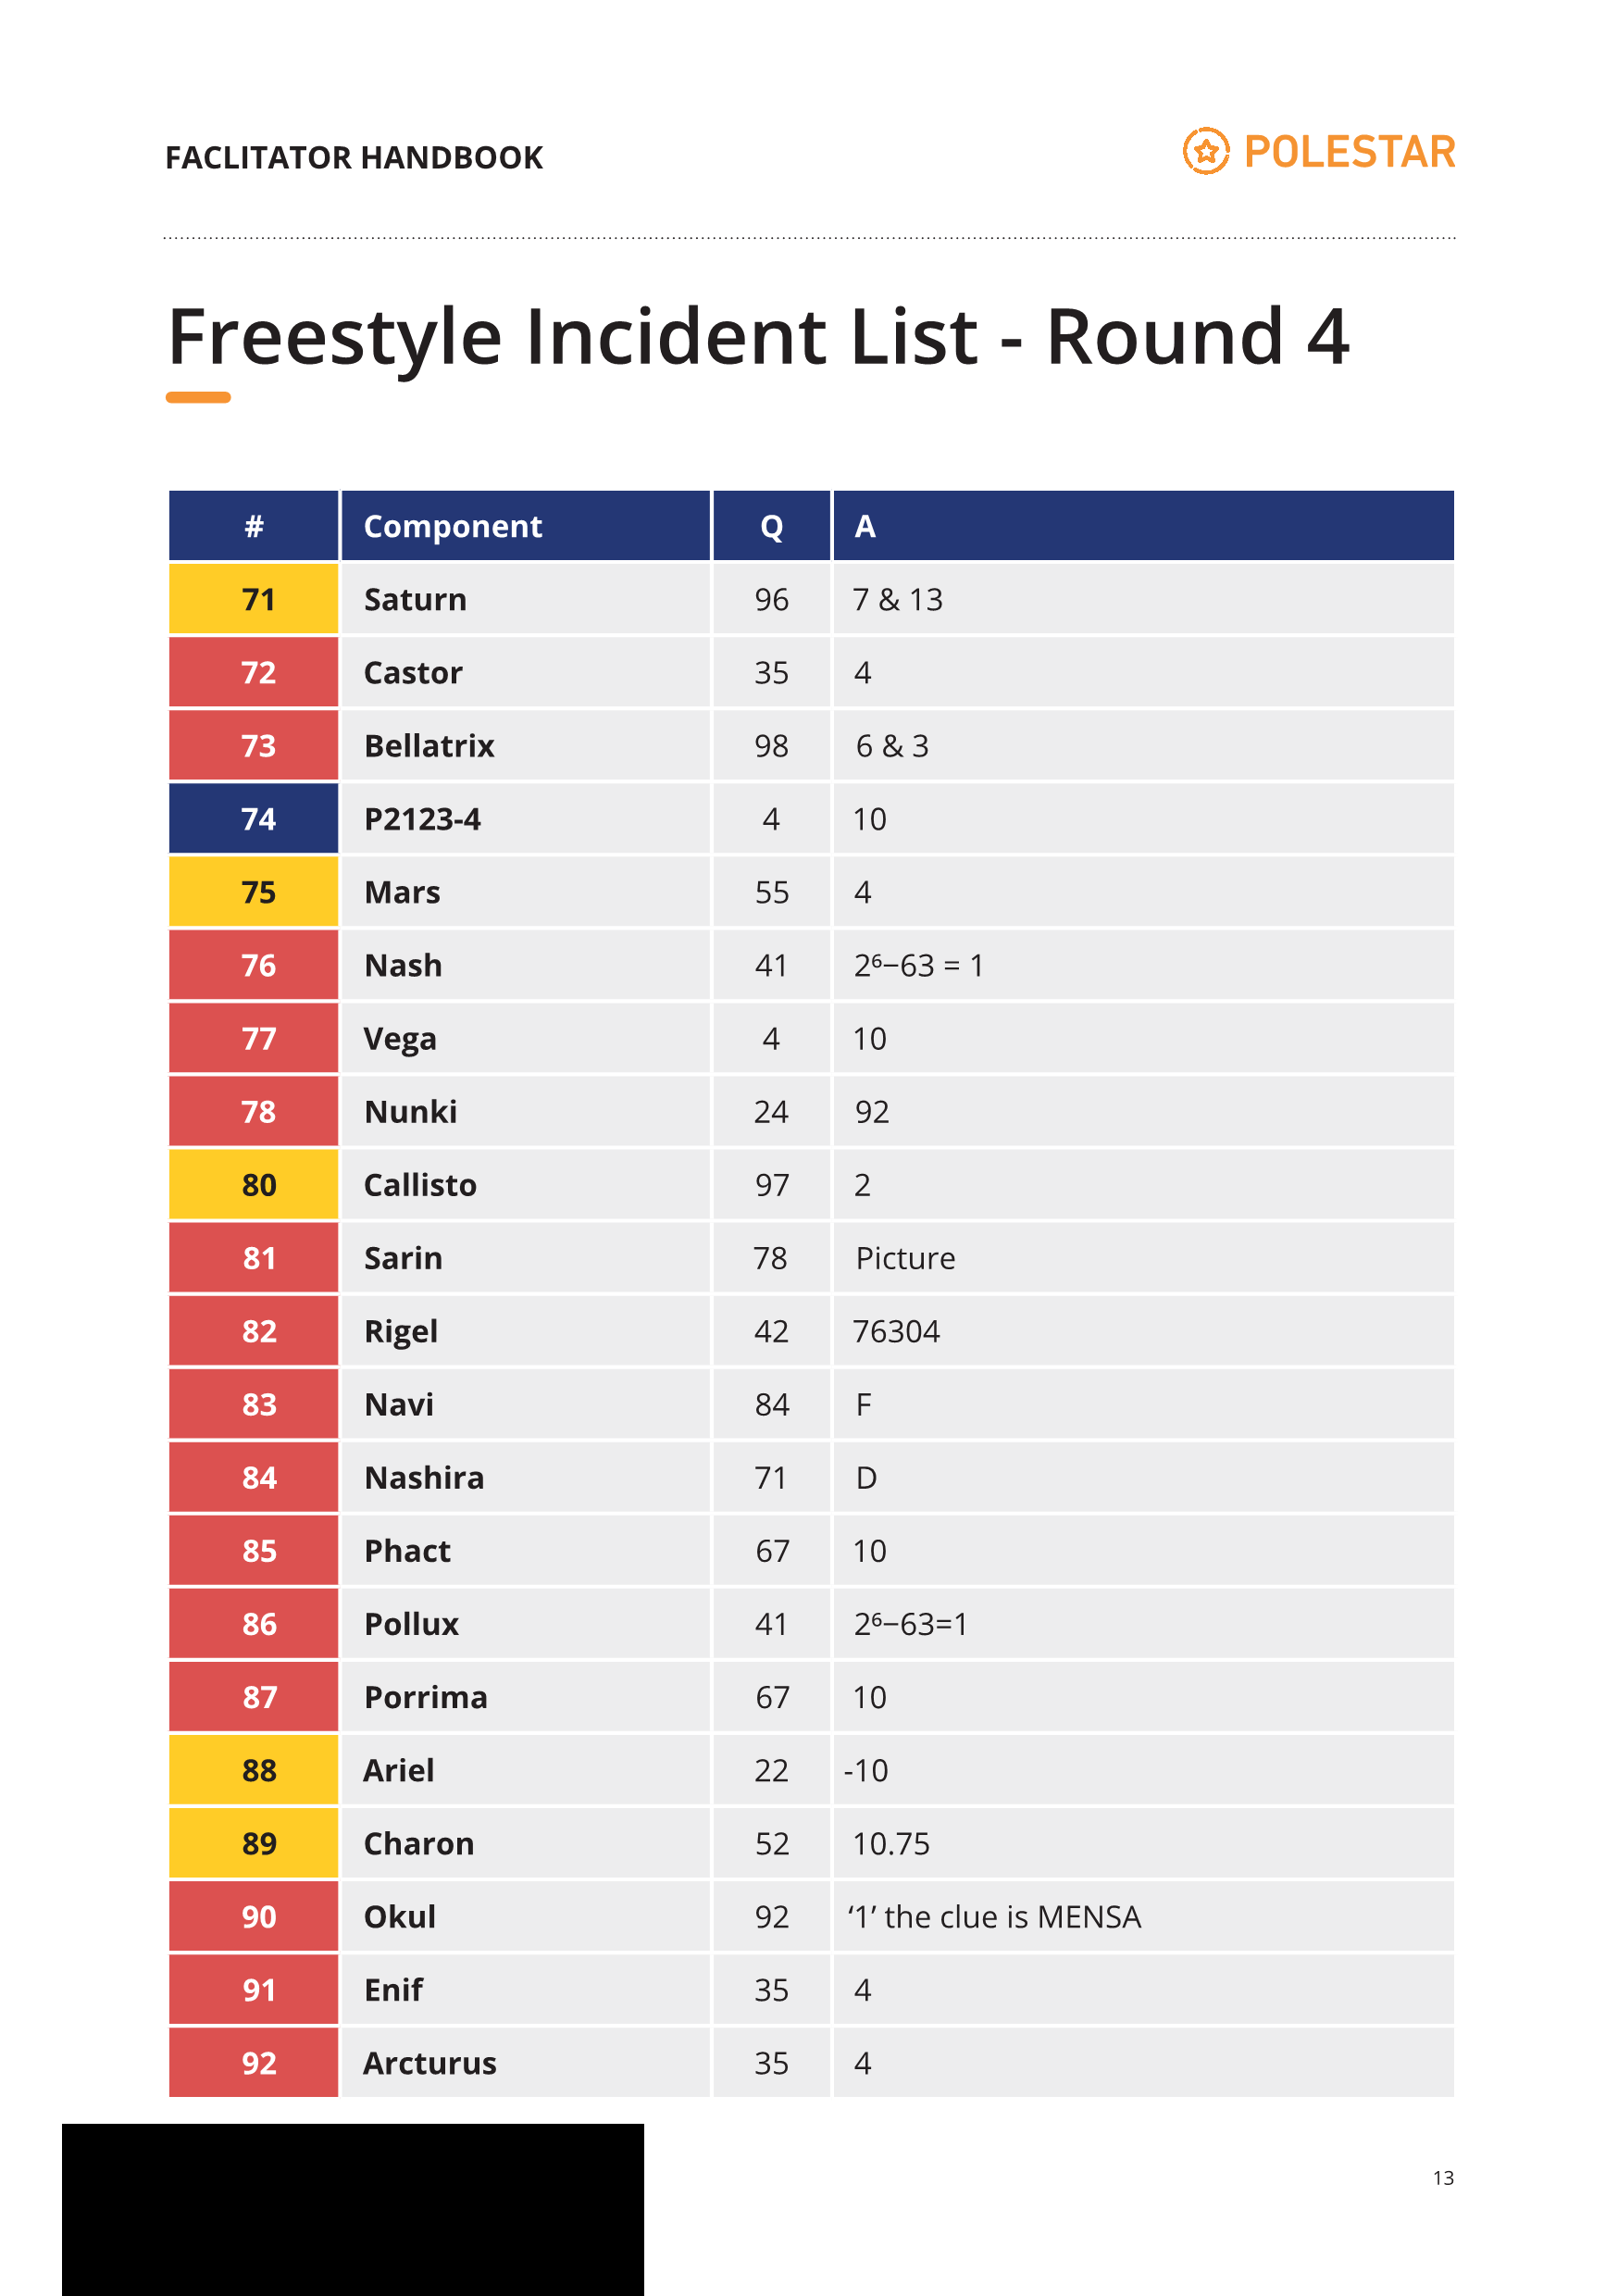 FACLITATOR HANDBOOK
POLESTAR
Freestyle Incident List - Round 4
# Component Q A
71 Saturn 96 7 & 13
72 Castor 35 4
73 Bellatrix 98 6 & 3
74 P2123-4 4 10
75 Mars 55 4
76 Nash 41 2⁶−63 = 1
77 Vega 4 10
78 Nunki 24 92
80 Callisto 97 2
81 Sarin 78 Picture
82 Rigel 42 76304
83 Navi 84 F
84 Nashira 71 D
85 Phact 67 10
86 Pollux 41 2⁶−63=1
87 Porrima 67 10
88 Ariel 22 -10
89 Charon 52 10.75
90 Okul 92 ‘1’ the clue is MENSA
91 Enif 35 4
92 Arcturus 35 4
13